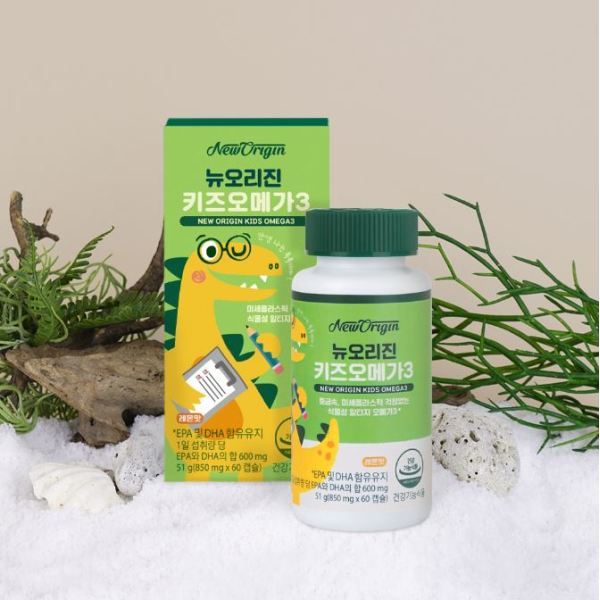 NewOrigin
뉴오리진
키즈오메가3
NEW ORIGIN KIDS OMEGA3
미세플라스틱
식물성 알티지
레몬맛
*EPA 및 DHA 함유유지
1일 섭취량 당
EPA와 DHA의 합 600 mg
51 g(850 mg x 60 캡슐)
NewOrigin
뉴오리진
키즈오메가3
NEW ORIGIN KIDS OMEGA3
중금속, 미세플라스틱 걱정없는
식물성 알티지 오메가3*
레몬맛
*EPA 및 DHA 함유유지
EPA와 DHA의 합 600 mg
51 g(850 mg x 60 캡슐)
건강
기능식품
건강기능식품